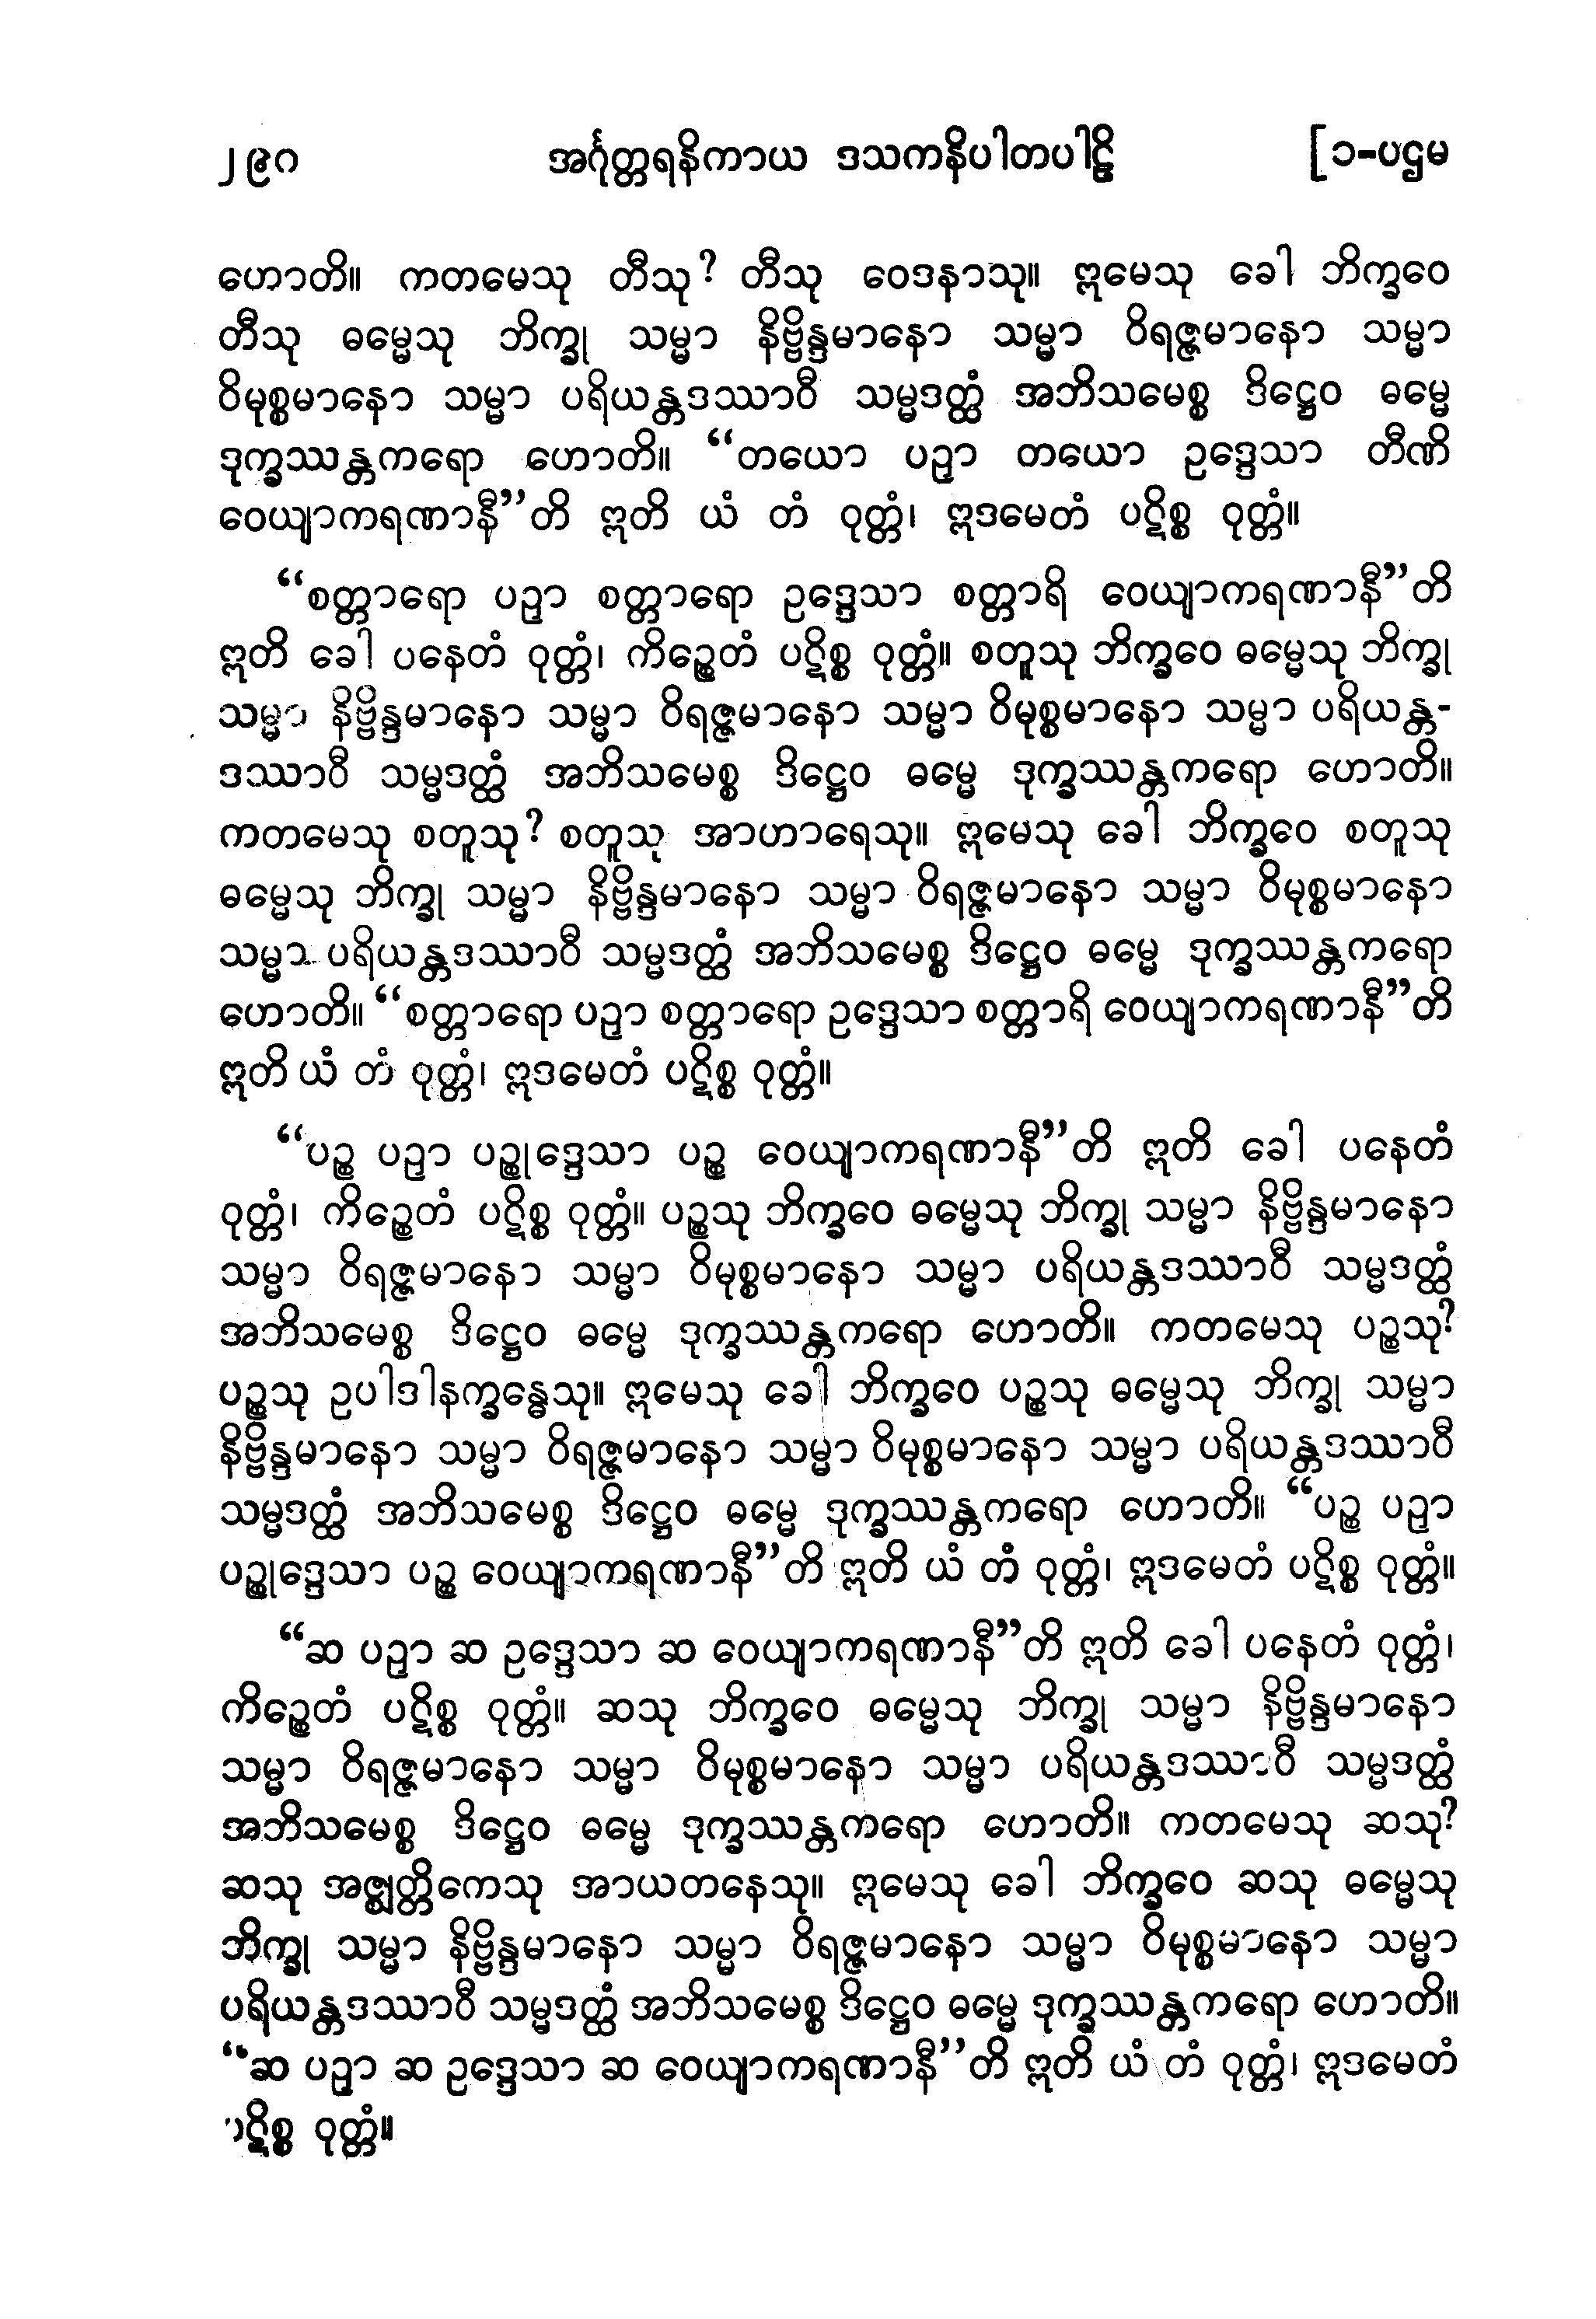 ၂၉၈ အင်္ဂုတ္တရနိကာယ ဒသကနိပါတပါဠိ [၁-ပဌမ
ဟောတိ။ ကတမေသု တီသု? တီသု ဝေဒနာသု။ ဣမေသု ခေါ ဘိက္ခဝေ
တီသု ဓမ္မေသု ဘိက္ခု သမ္မာ နိဗ္ဗိန္ဒမာနော သမ္မာ ဝိရဇ္ဇမာနော သမ္မာ
ဝိမုစ္စမာနော သမ္မာ ပရိယန္တဒဿာဝီ သမ္မဒတ္ထံ အဘိသမေစ္စ ဒိဋ္ဌေဝ ဓမ္မေ
ဒုက္ခဿန္တကရော ဟောတိ။ “တယော ပဉှာ တယော ဥဒ္ဒေသာ တီဏိ
ဝေယျာကရဏာနီ”တိ ဣတိ ယံ တံ ဝုတ္တံ၊ ဣဒမေတံ ပဋိစ္စ ဝုတ္တံ။
“စတ္တာရော ပဉှာ စတ္တာရော ဥဒ္ဒေသာ စတ္တာရိ ဝေယျာကရဏာနီ”တိ
ဣတိ ခေါ ပနေတံ ဝုတ္တံ၊ ကိဉ္စေတံ ပဋိစ္စ ဝုတ္တံ။ စတူသု ဘိက္ခဝေ ဓမ္မေသု ဘိက္ခု
သမ္မာ နိဗ္ဗိန္ဒမာနော သမ္မာ ဝိရဇ္ဇမာနော သမ္မာ ဝိမုစ္စမာနော သမ္မာ ပရိယန္တ-
ဒဿာဝီ သမ္မဒတ္ထံ အဘိသမေစ္စ ဒိဋ္ဌေဝ ဓမ္မေ ဒုက္ခဿန္တကရော ဟောတိ။
ကတမေသု စတူသု? စတူသု အာဟာရေသု။ ဣမေသု ခေါ ဘိက္ခဝေ စတူသု
ဓမ္မေသု ဘိက္ခု သမ္မာ နိဗ္ဗိန္ဒမာနော သမ္မာ ဝိရဇ္ဇမာနော သမ္မာ ဝိမုစ္စမာနော
သမ္မာ ပရိယန္တဒဿာဝီ သမ္မဒတ္ထံ အဘိသမေစ္စ ဒိဋ္ဌေဝ ဓမ္မေ ဒုက္ခဿန္တကရော
ဟောတိ။ “စတ္တာရော ပဉှာ စတ္တာရော ဥဒ္ဒေသာ စတ္တာရိ ဝေယျာကရဏာနီ”တိ
ဣတိ ယံ တံ ဝုတ္တံ၊ ဣဒမေတံ ပဋိစ္စ ဝုတ္တံ။
“ပဉ္စ ပဉှာ ပဉ္စုဒ္ဒေသာ ပဉ္စ ဝေယျာကရဏာနီ”တိ ဣတိ ခေါ ပနေတံ
ဝုတ္တံ၊ ကိဉ္စေတံ ပဋိစ္စ ဝုတ္တံ။ ပဉ္စသု ဘိက္ခဝေ ဓမ္မေသု ဘိက္ခု သမ္မာ နိဗ္ဗိန္ဒမာနော
သမ္မာ ဝိရဇ္ဇမာနော သမ္မာ ဝိမုစ္စမာနော သမ္မာ ပရိယန္တဒဿာဝီ သမ္မဒတ္ထံ
အဘိသမေစ္စ ဒိဋ္ဌေဝ ဓမ္မေ ဒုက္ခဿန္တကရော ဟောတိ။ ကတမေသု ပဉ္စသု?
ပဉ္စသု ဥပါဒါနက္ခန္ဓေသု။ ဣမေသု ခေါ ဘိက္ခဝေ ပဉ္စသု ဓမ္မေသု ဘိက္ခု သမ္မာ
နိဗ္ဗိန္ဒမာနော သမ္မာ ဝိရဇ္ဇမာနော သမ္မာ ဝိမုစ္စမာနော သမ္မာ ပရိယန္တဒဿာဝီ
သမ္မဒတ္ထံ အဘိသမေစ္စ ဒိဋ္ဌေဝ ဓမ္မေ ဒုက္ခဿန္တကရော ဟောတိ။ “ပဉ္စ ပဉှာ
ပဉ္စုဒ္ဒေသာ ပဉ္စ ဝေယျာကရဏာနီ”တိ ဣတိ ယံ တံ ဝုတ္တံ၊ ဣဒမေတံ ပဋိစ္စ ဝုတ္တံ။
“ဆ ပဉှာ ဆ ဥဒ္ဒေသာ ဆ ဝေယျာကရဏာနီ”တိ ဣတိ ခေါ ပနေတံ ဝုတ္တံ၊
ကိဉ္စေတံ ပဋိစ္စ ဝုတ္တံ။ ဆသု ဘိက္ခဝေ ဓမ္မေသု ဘိက္ခု သမ္မာ နိဗ္ဗိန္ဒမာနော
သမ္မာ ဝိရဇ္ဇမာနော သမ္မာ ဝိမုစ္စမာနော သမ္မာ ပရိယန္တဒဿာဝီ သမ္မဒတ္ထံ
အဘိသမေစ္စ ဒိဋ္ဌေဝ ဓမ္မေ ဒုက္ခဿန္တကရော ဟောတိ။ ကတမေသု ဆသု?
ဆသု အဇ္ဈတ္တိကေသု အာယတနေသု။ ဣမေသု ခေါ ဘိက္ခဝေ ဆသု ဓမ္မေသု
ဘိက္ခု သမ္မာ နိဗ္ဗိန္ဒမာနော သမ္မာ ဝိရဇ္ဇမာနော သမ္မာ ဝိမုစ္စမာနော သမ္မာ
ပရိယန္တဒဿာဝီ သမ္မဒတ္ထံ အဘိသမေစ္စ ဒိဋ္ဌေဝ ဓမ္မေ ဒုက္ခဿန္တကရော ဟောတိ။
“ဆ ပဉှာ ဆ ဥဒ္ဒေသာ ဆ ဝေယျာကရဏာနီ”တိ ဣတိ ယံ တံ ဝုတ္တံ၊ ဣဒမေတံ
ပဋိစ္စ ဝုတ္တံ။